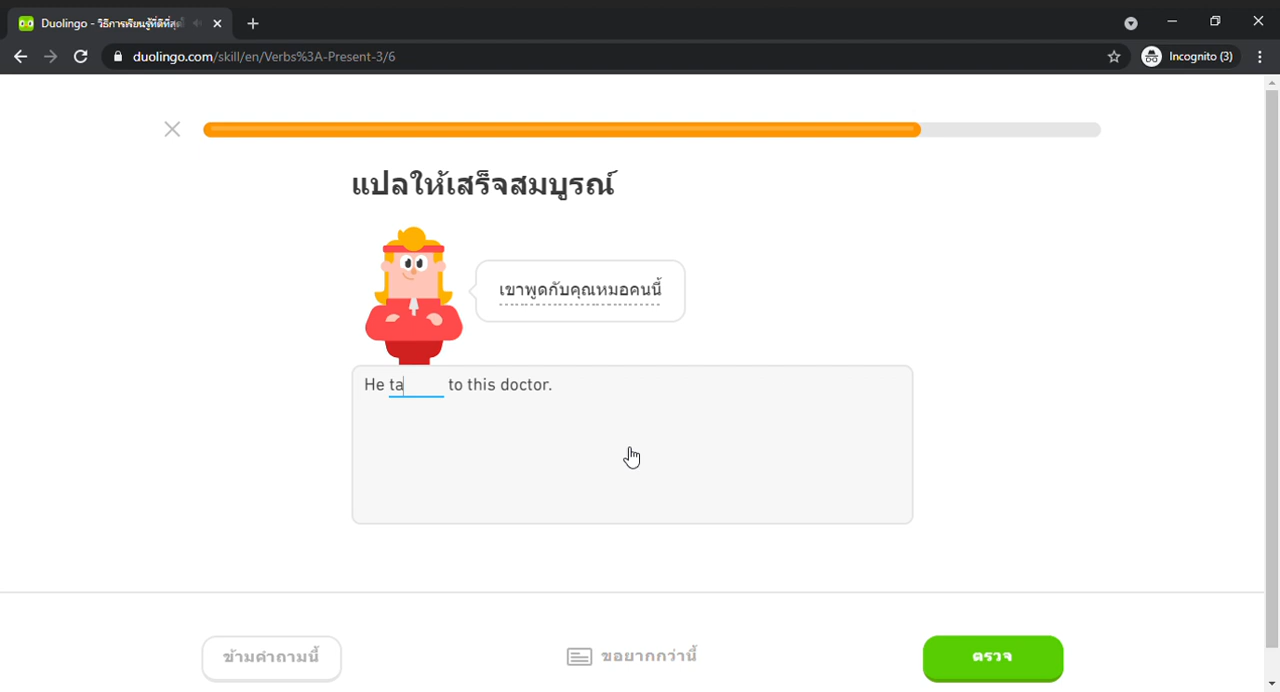 Duolingo - วิธีการเรียนรู้ที่ดีที่สุดใ
duolingo.com/skill/en/Verbs%3A-Present-3/6
Incognito (3)
แปลให้เสร็จสมบูรณ์
เขาพูดกับคุณหมอคนนี้
He ta to this doctor.
ข้ามคำถามนี้
ขอยากกว่านี้
ตรวจ